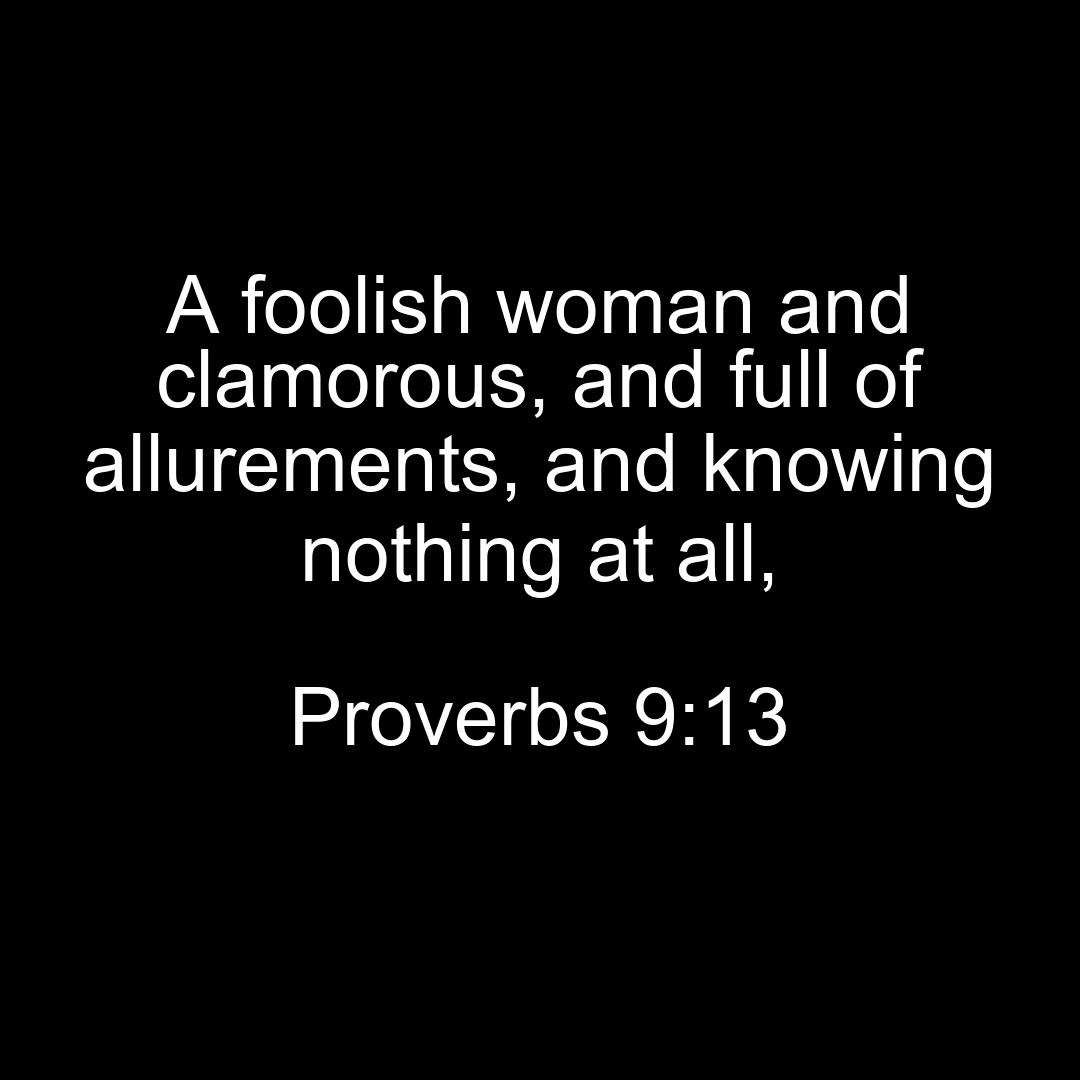 A foolish woman and
clamorous, and full of
allurements, and knowing
nothing at all,
Proverbs 9:13